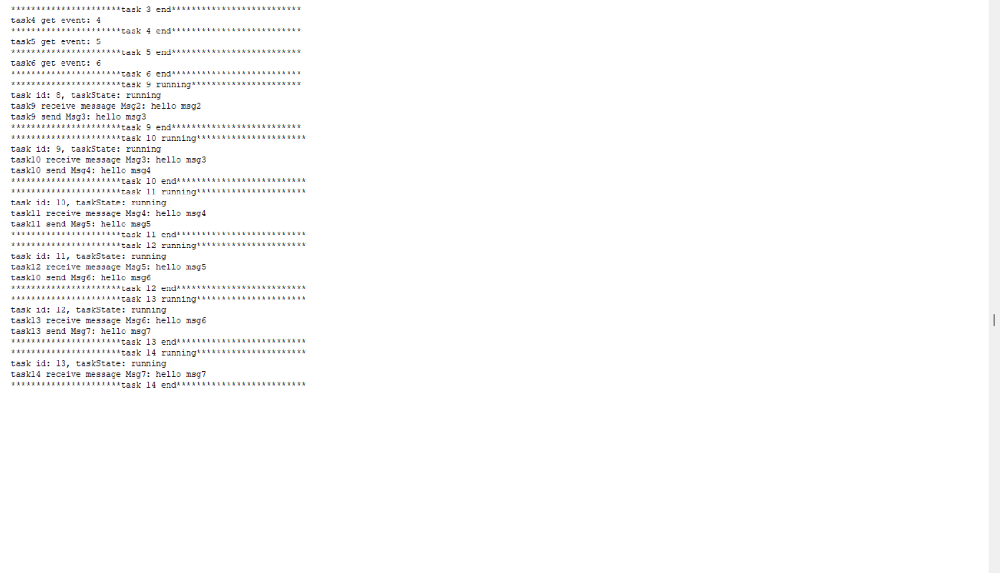 **********************task 3 end**************************
task4 get event: 4
**********************task 4 end**************************
task5 get event: 5
**********************task 5 end**************************
task6 get event: 6
**********************task 6 end**************************
**********************task 9 running**********************
task id: 8, taskState: running
task9 receive message Msg2: hello msg2
task9 send Msg3: hello msg3
**********************task 9 end**************************
**********************task 10 running**********************
task id: 9, taskState: running
task10 receive message Msg3: hello msg3
task10 send Msg4: hello msg4
**********************task 10 end**************************
**********************task 11 running**********************
task id: 10, taskState: running
task11 receive message Msg4: hello msg4
task11 send Msg5: hello msg5
**********************task 11 end**************************
**********************task 12 running**********************
task id: 11, taskState: running
task12 receive message Msg5: hello msg5
task10 send Msg6: hello msg6
**********************task 12 end**************************
**********************task 13 running**********************
task id: 12, taskState: running
task13 receive message Msg6: hello msg6
task13 send Msg7: hello msg7
**********************task 13 end**************************
**********************task 14 running**********************
task id: 13, taskState: running
task14 receive message Msg7: hello msg7
**********************task 14 end**************************